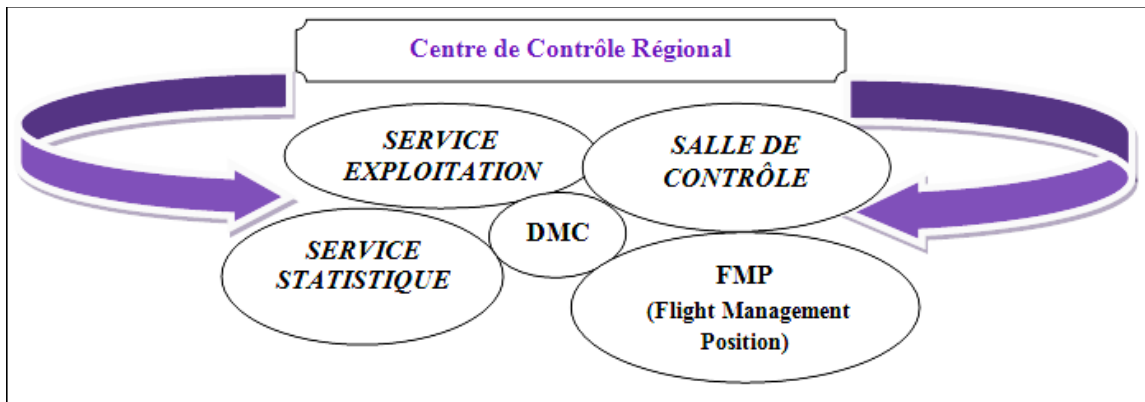 Centre de Contrôle Régional
SERVICE
EXPLOITATION
SALLE DE
CONTRÔLE
DMC
SERVICE
STATISTIQUE
FMP
(Flight Management
Position)